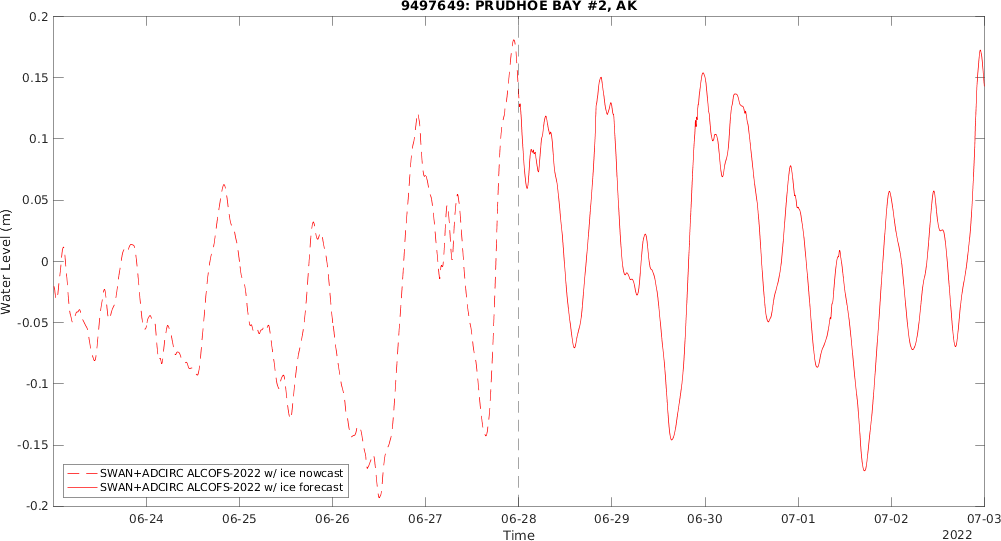 9497649: PRUDHOE BAY #2, AK
0.2
0.15
0.1
0.05
0
-0.05
-0.1
-0.15
-0.2
Water Level (m)
SWAN+ADCIRC ALCOFS-2022 w/ ice nowcast
SWAN+ADCIRC ALCOFS-2022 w/ ice forecast
06-24 06-25 06-26 06-27 06-28 06-29 06-30 07-01 07-02 07-03
Time
2022